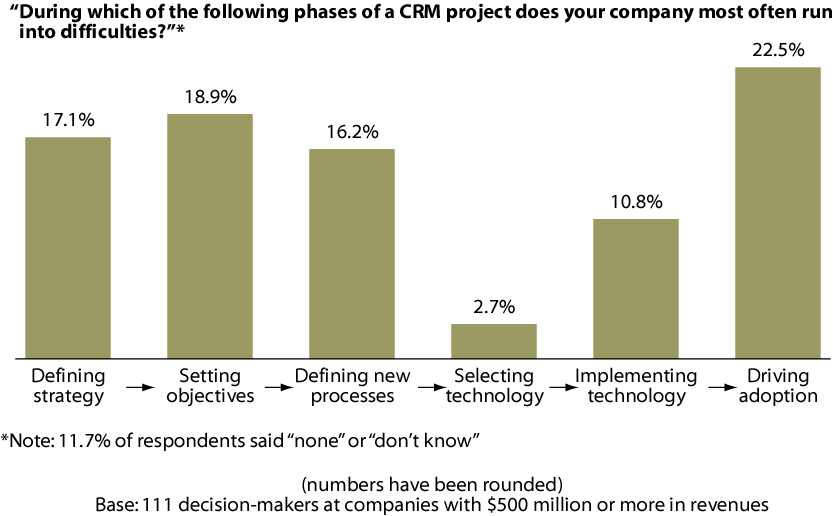 “During which of the following phases of a CRM project does your company most often run
into difficulties?”*
22.5%
18.9%
17.1%
16.2%
10.8%
2.7%
Defining
strategy
Setting
objectives
Defining new
processes
Selecting
technology
Implementing
technology
Driving
adoption
*Note: 11.7% of respondents said “none” or “don’t know”
(numbers have been rounded)
Base: 111 decision-makers at companies with $500 million or more in revenues